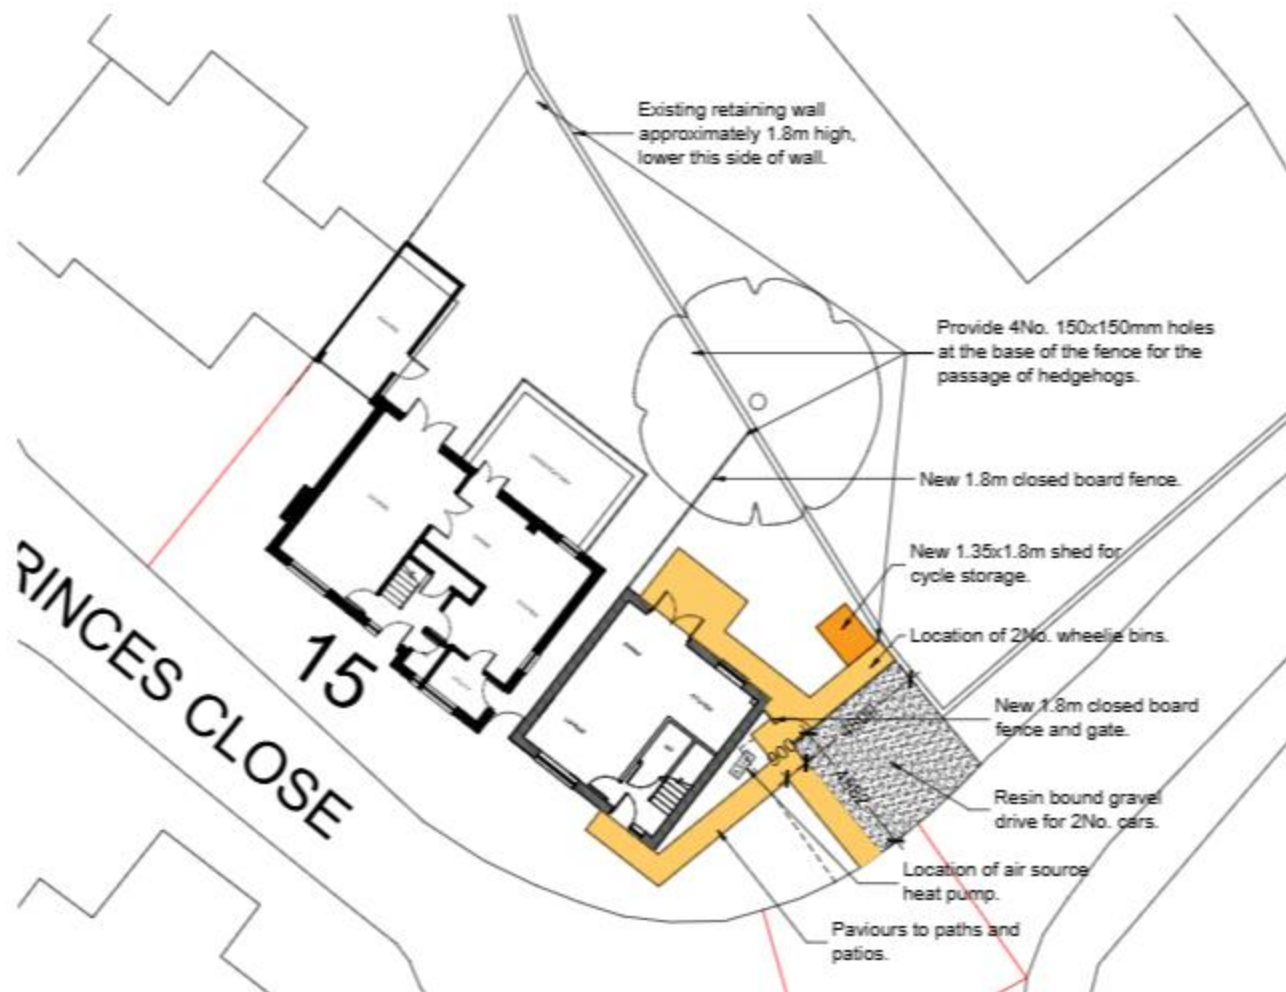 Existing retaining wall
approximately 1.8m high,
lower this side of wall.
Provide 4No. 150x150mm holes
at the base of the fence for the
passage of hedgehogs.
New 1.8m closed board fence.
New 1.35x1.8m shed for
cycle storage.
Location of 2No. wheelie bins.
New 1.8m closed board
fence and gate.
Resin bound gravel
drive for 2No. cars.
Location of air source
heat pump.
Paviours to paths and
patios.
15
RINCES CLOSE